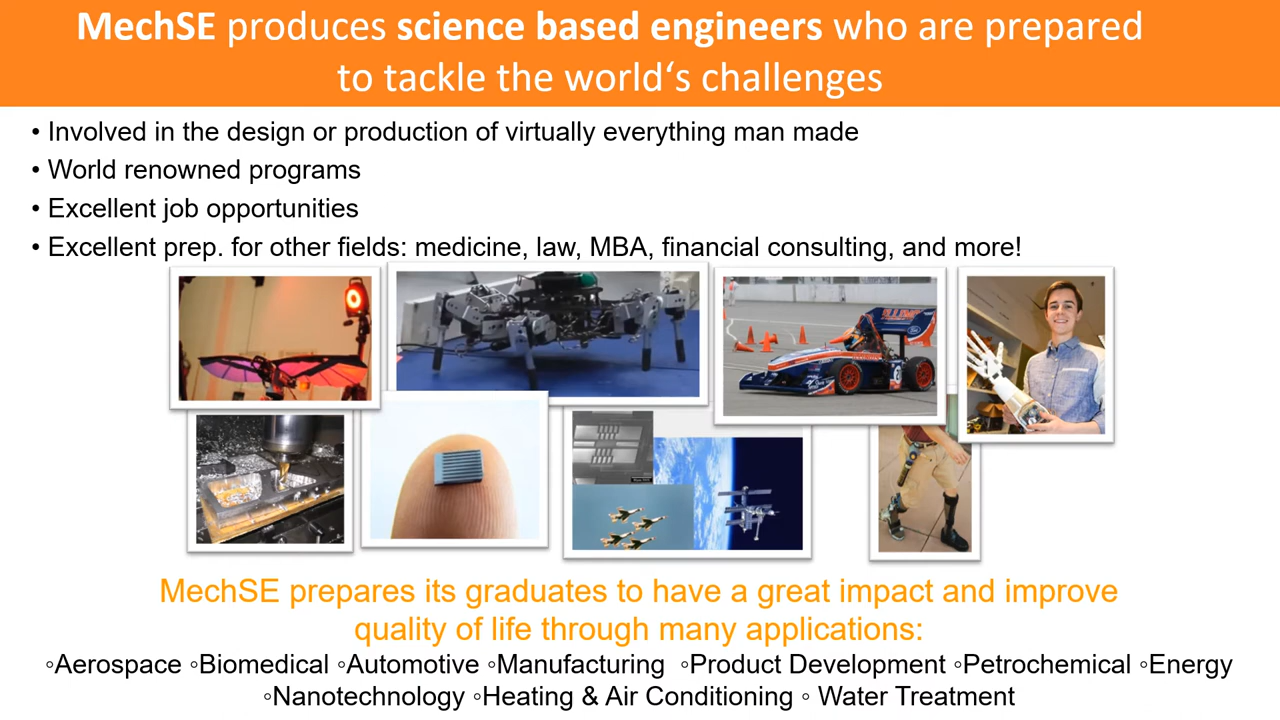 MechSE produces science based engineers who are prepared
to tackle the world‘s challenges
• Involved in the design or production of virtually everything man made
• World renowned programs
• Excellent job opportunities
• Excellent prep. for other fields: medicine, law, MBA, financial consulting, and more!
MechSE prepares its graduates to have a great impact and improve
quality of life through many applications:
◦Aerospace ◦Biomedical ◦Automotive ◦Manufacturing ◦Product Development ◦Petrochemical ◦Energy
◦Nanotechnology ◦Heating & Air Conditioning ◦ Water Treatment